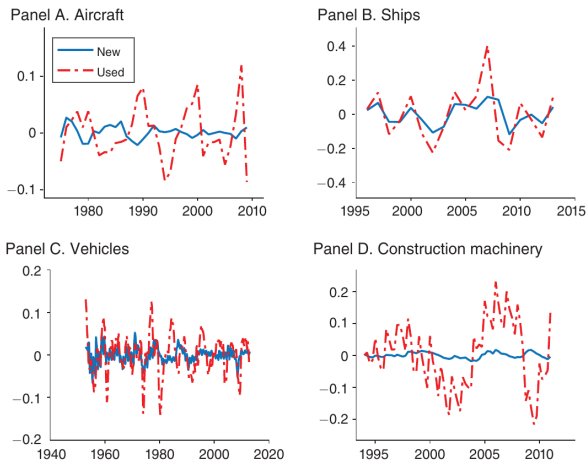 Panel A. Aircraft
New
Used
0.1
0
−0.1
1980 1990 2000 2010
Panel B. Ships
0.4
0.2
0
−0.2
−0.4
1995 2000 2005 2010 2015
Panel C. Vehicles
0.2
0.1
0
−0.1
−0.2
1940 1960 1980 2000 2020
Panel D. Construction machinery
0.2
0.1
0
−0.1
−0.2
1995 2000 2005 2010